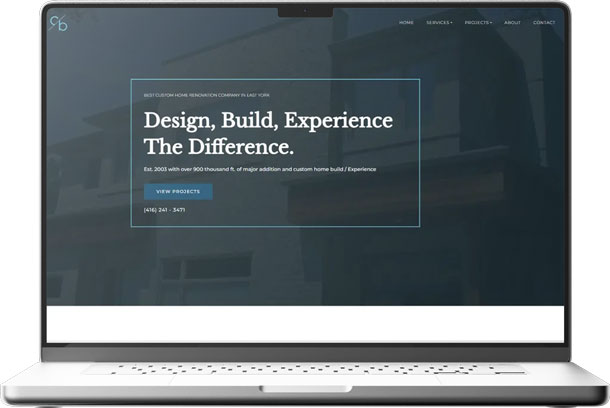 c/b
HOME SERVICES PROJECTS ABOUT CONTACT
BEST CUSTOM HOME RENOVATION COMPANY IN EAST YORK
Design, Build, Experience
The Difference.
Est. 2003 with over 900 thousand ft. of major addition and custom home build / Experience
VIEW PROJECTS
(416) 241 - 3471